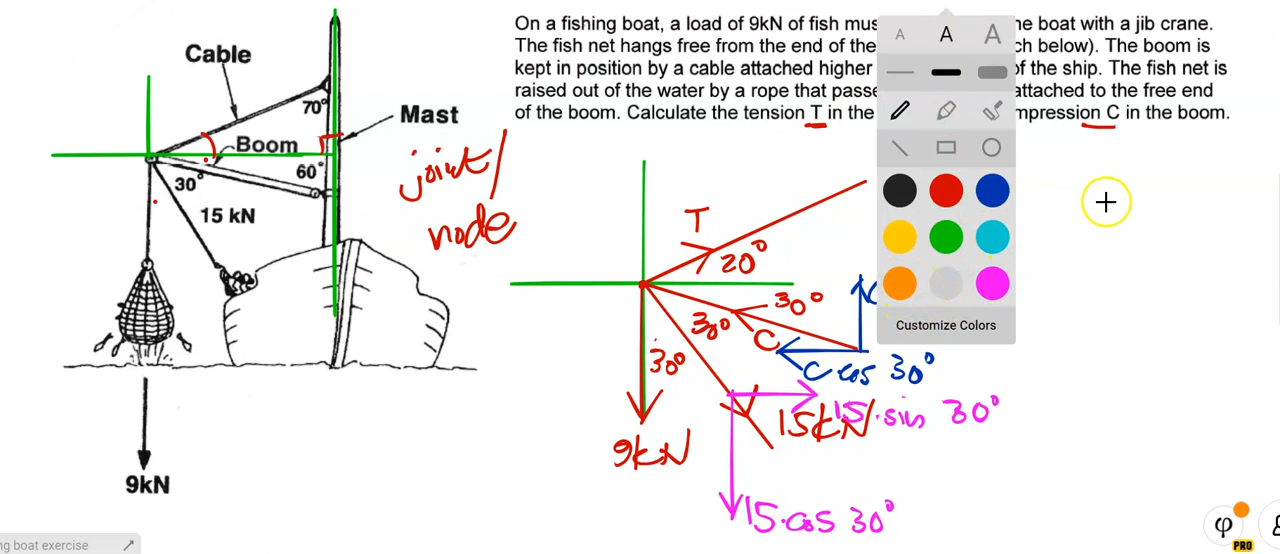 On a fishing boat, a load of 9kN of fish mus
he boat with a jib crane.
The fish net hangs free from the end of the
ch below). The boom is
kept in position by a cable attached higher
of the ship. The fish net is
raised out of the water by a rope that passe
attached to the free end
of the boom. Calculate the tension T in the
mpression C in the boom.
Cable
70°
Boom
Mast
60°
30°
15 kN
9kN
joint/
node
T
20°
30°
30°
C
30°
C cos 30°
15kN
15.sin 30°
9kN
15.cos 30°
A A A
Customize Colors
ng boat exercise
φ
PRO